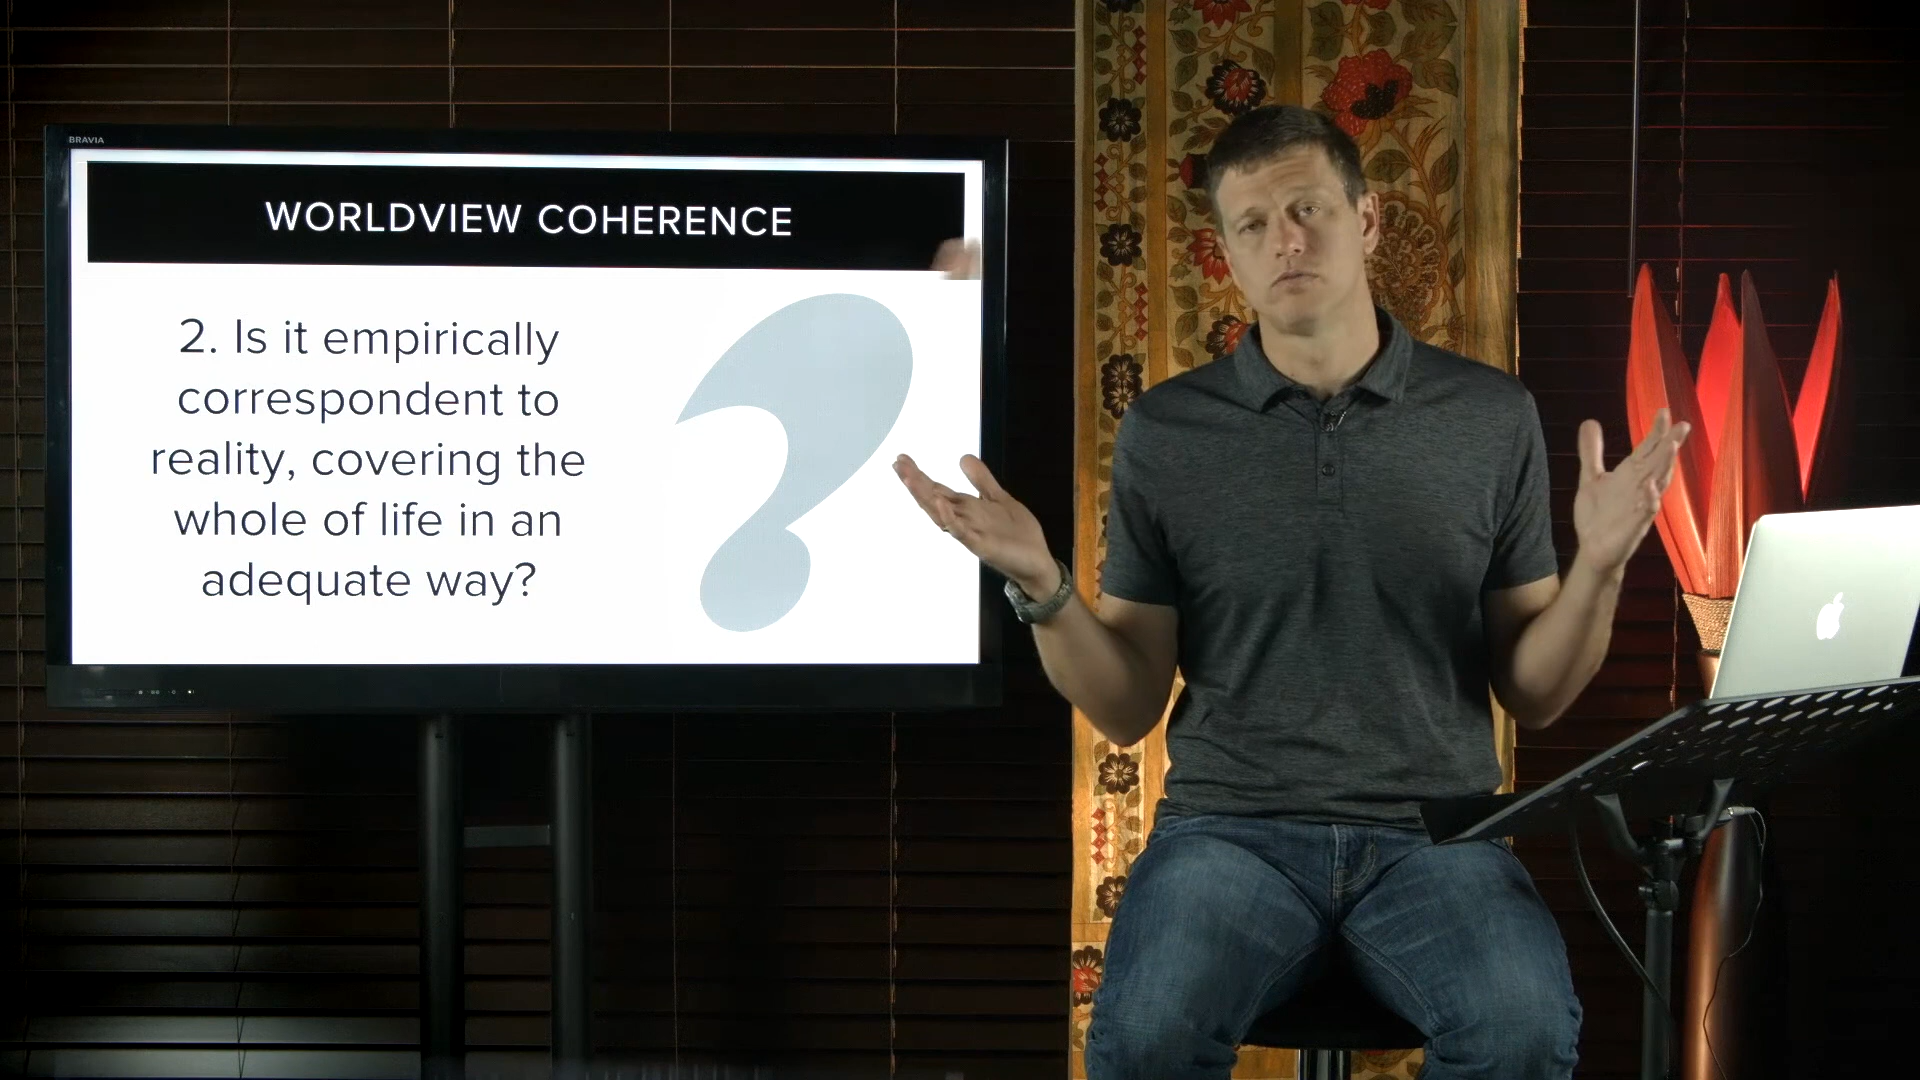 BRAVIA
WORLDVIEW COHERENCE
2. Is it empirically
correspondent to
reality, covering the
whole of life in an
adequate way?